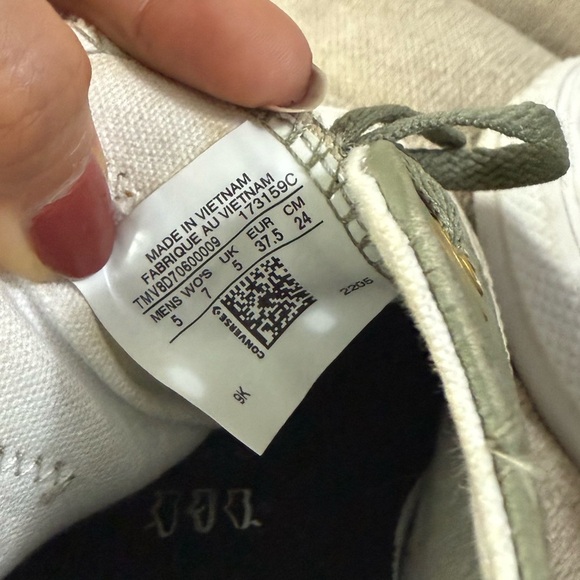 MADE IN VIETNAM
FABRIQUE AU VIETNAM
TMV8D70600009 173159C
MENS WO'S UK EUR CM
5 7 5 37.5 24
CONVERSE
2205
9K